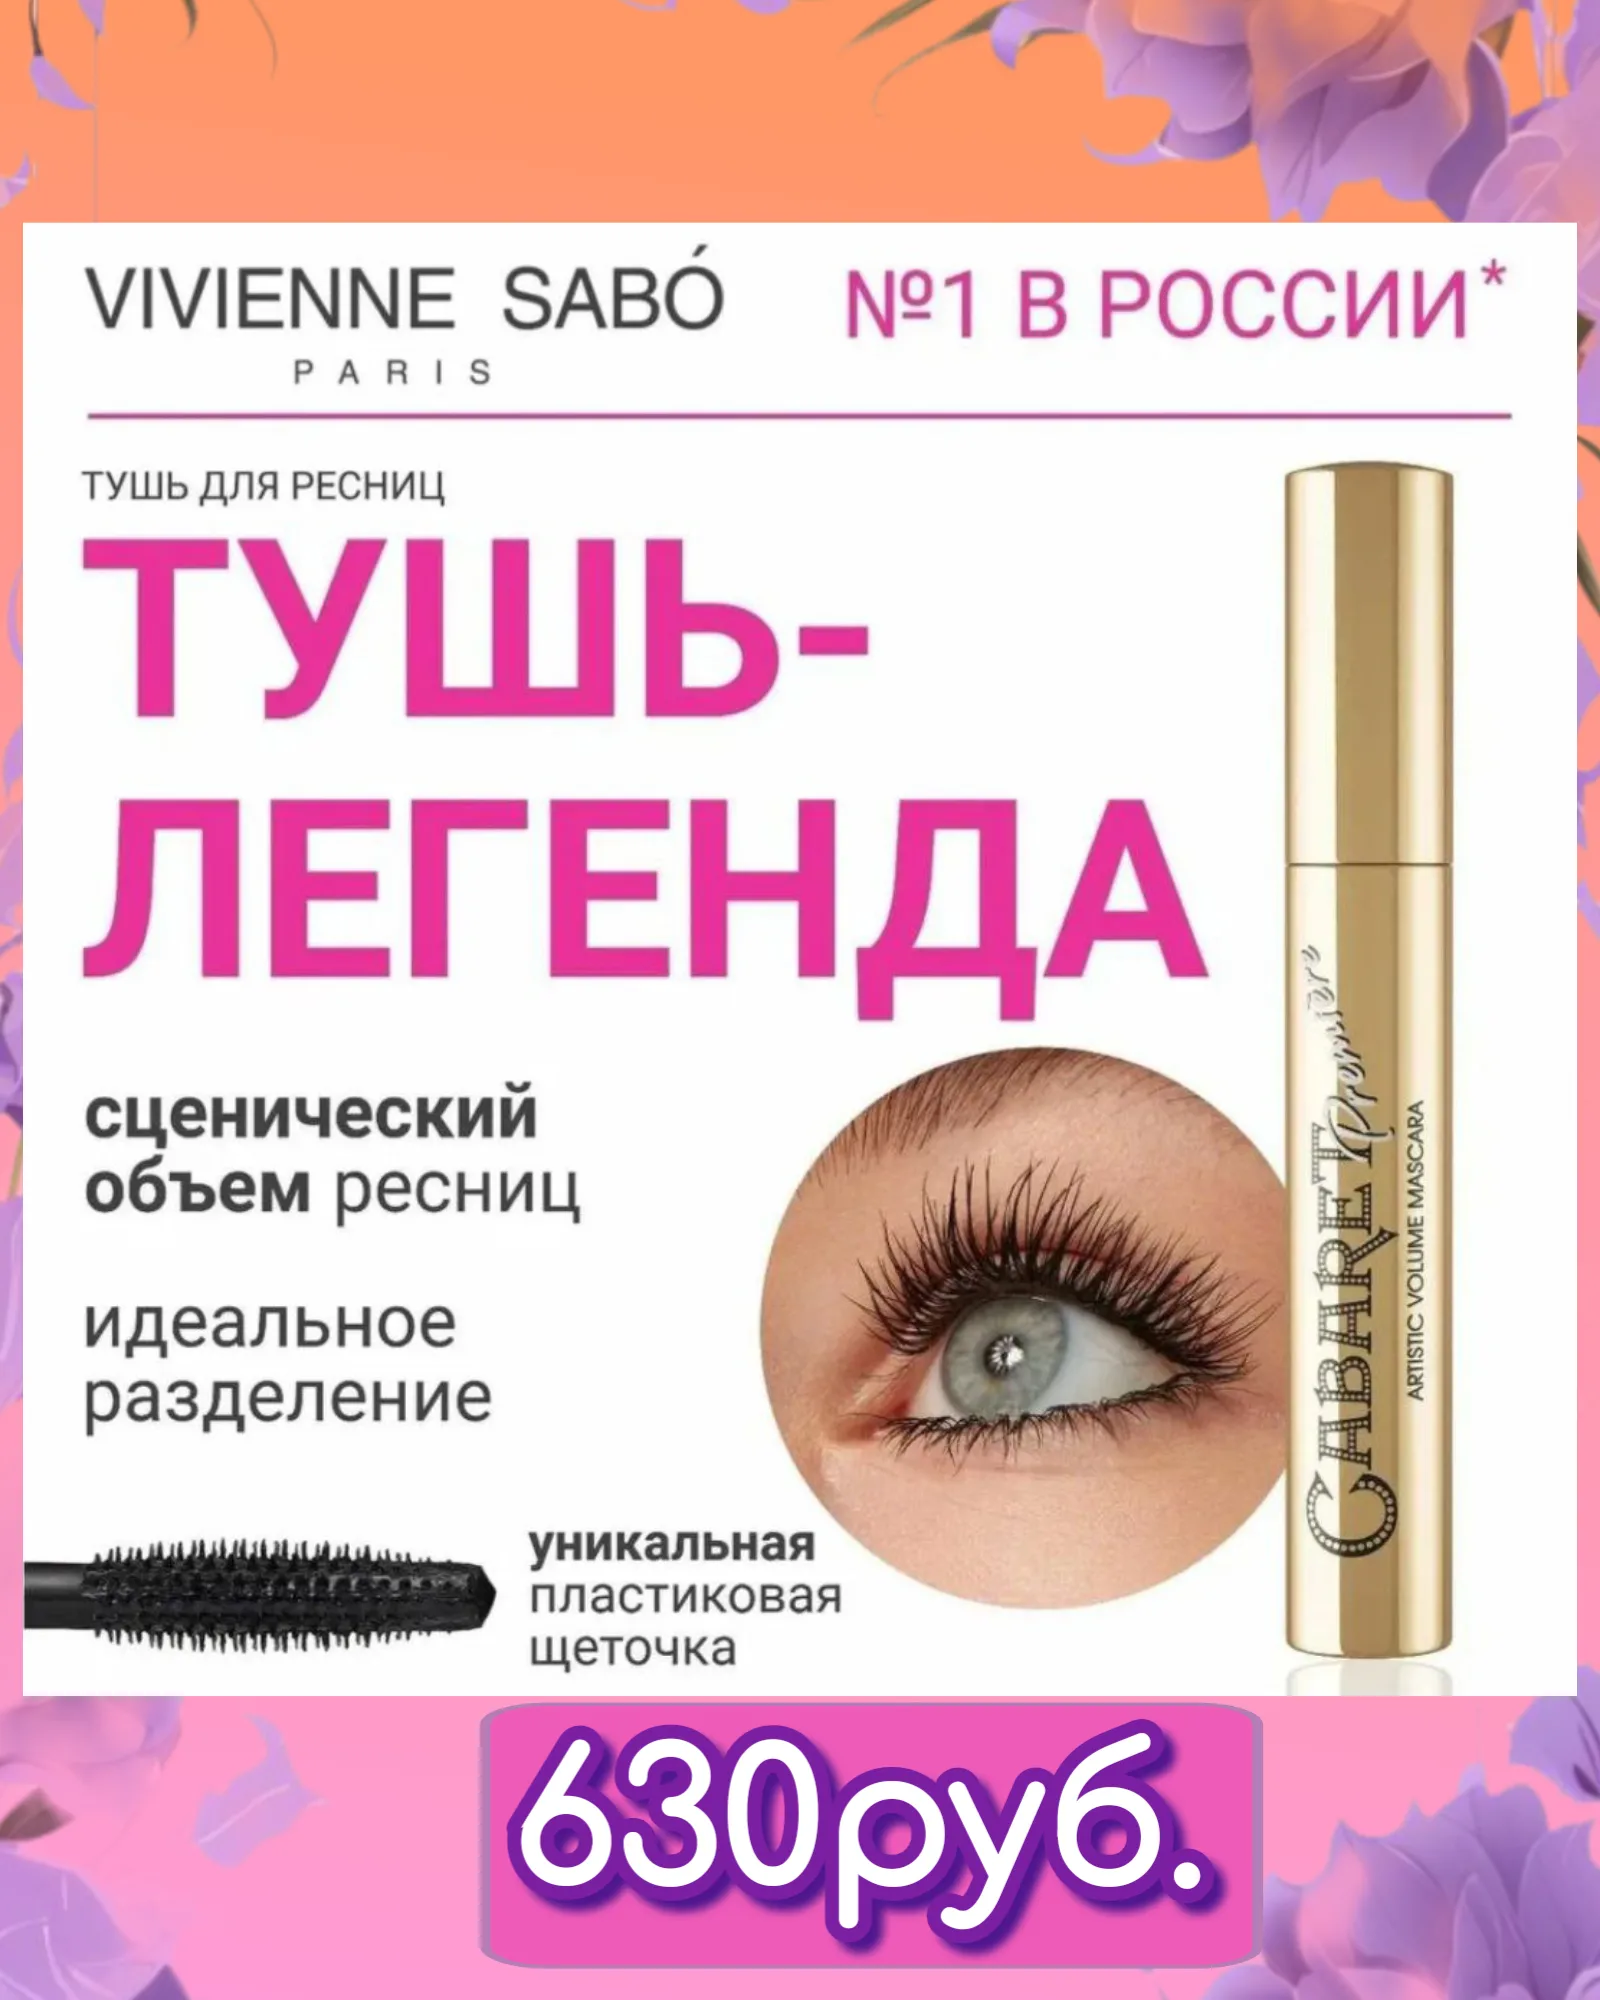 VIVIENNE SABÓ
PARIS
№1 В РОССИИ*
ТУШЬ ДЛЯ РЕСНИЦ
ТУШЬ-
ЛЕГЕНДА
сценический
объем ресниц
идеальное
разделение
уникальная
пластиковая
щеточка
CABARET Première
ARTISTIC VOLUME MASCARA
630руб.